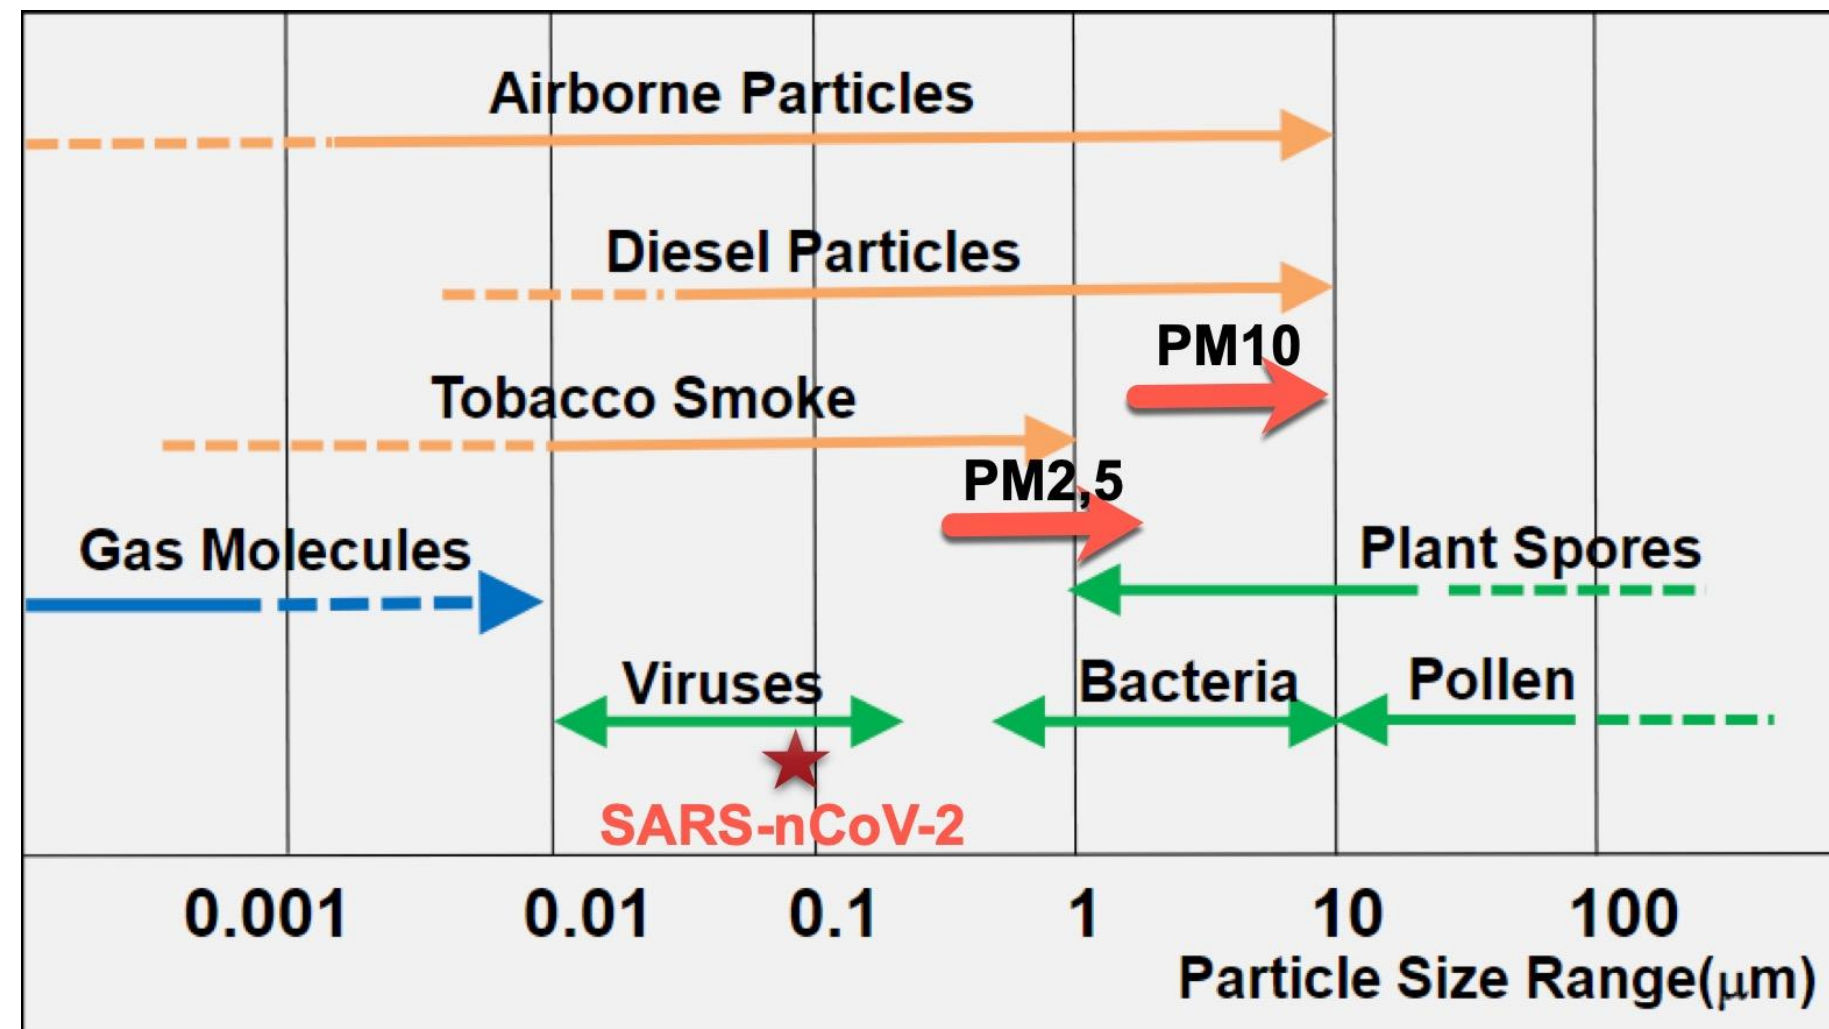 Airborne Particles
Diesel Particles
PM10
Tobacco Smoke
PM2,5
Gas Molecules
Plant Spores
Viruses
Bacteria
Pollen
SARS-nCoV-2
0.001 0.01 0.1 1 10 100
Particle Size Range(μm)